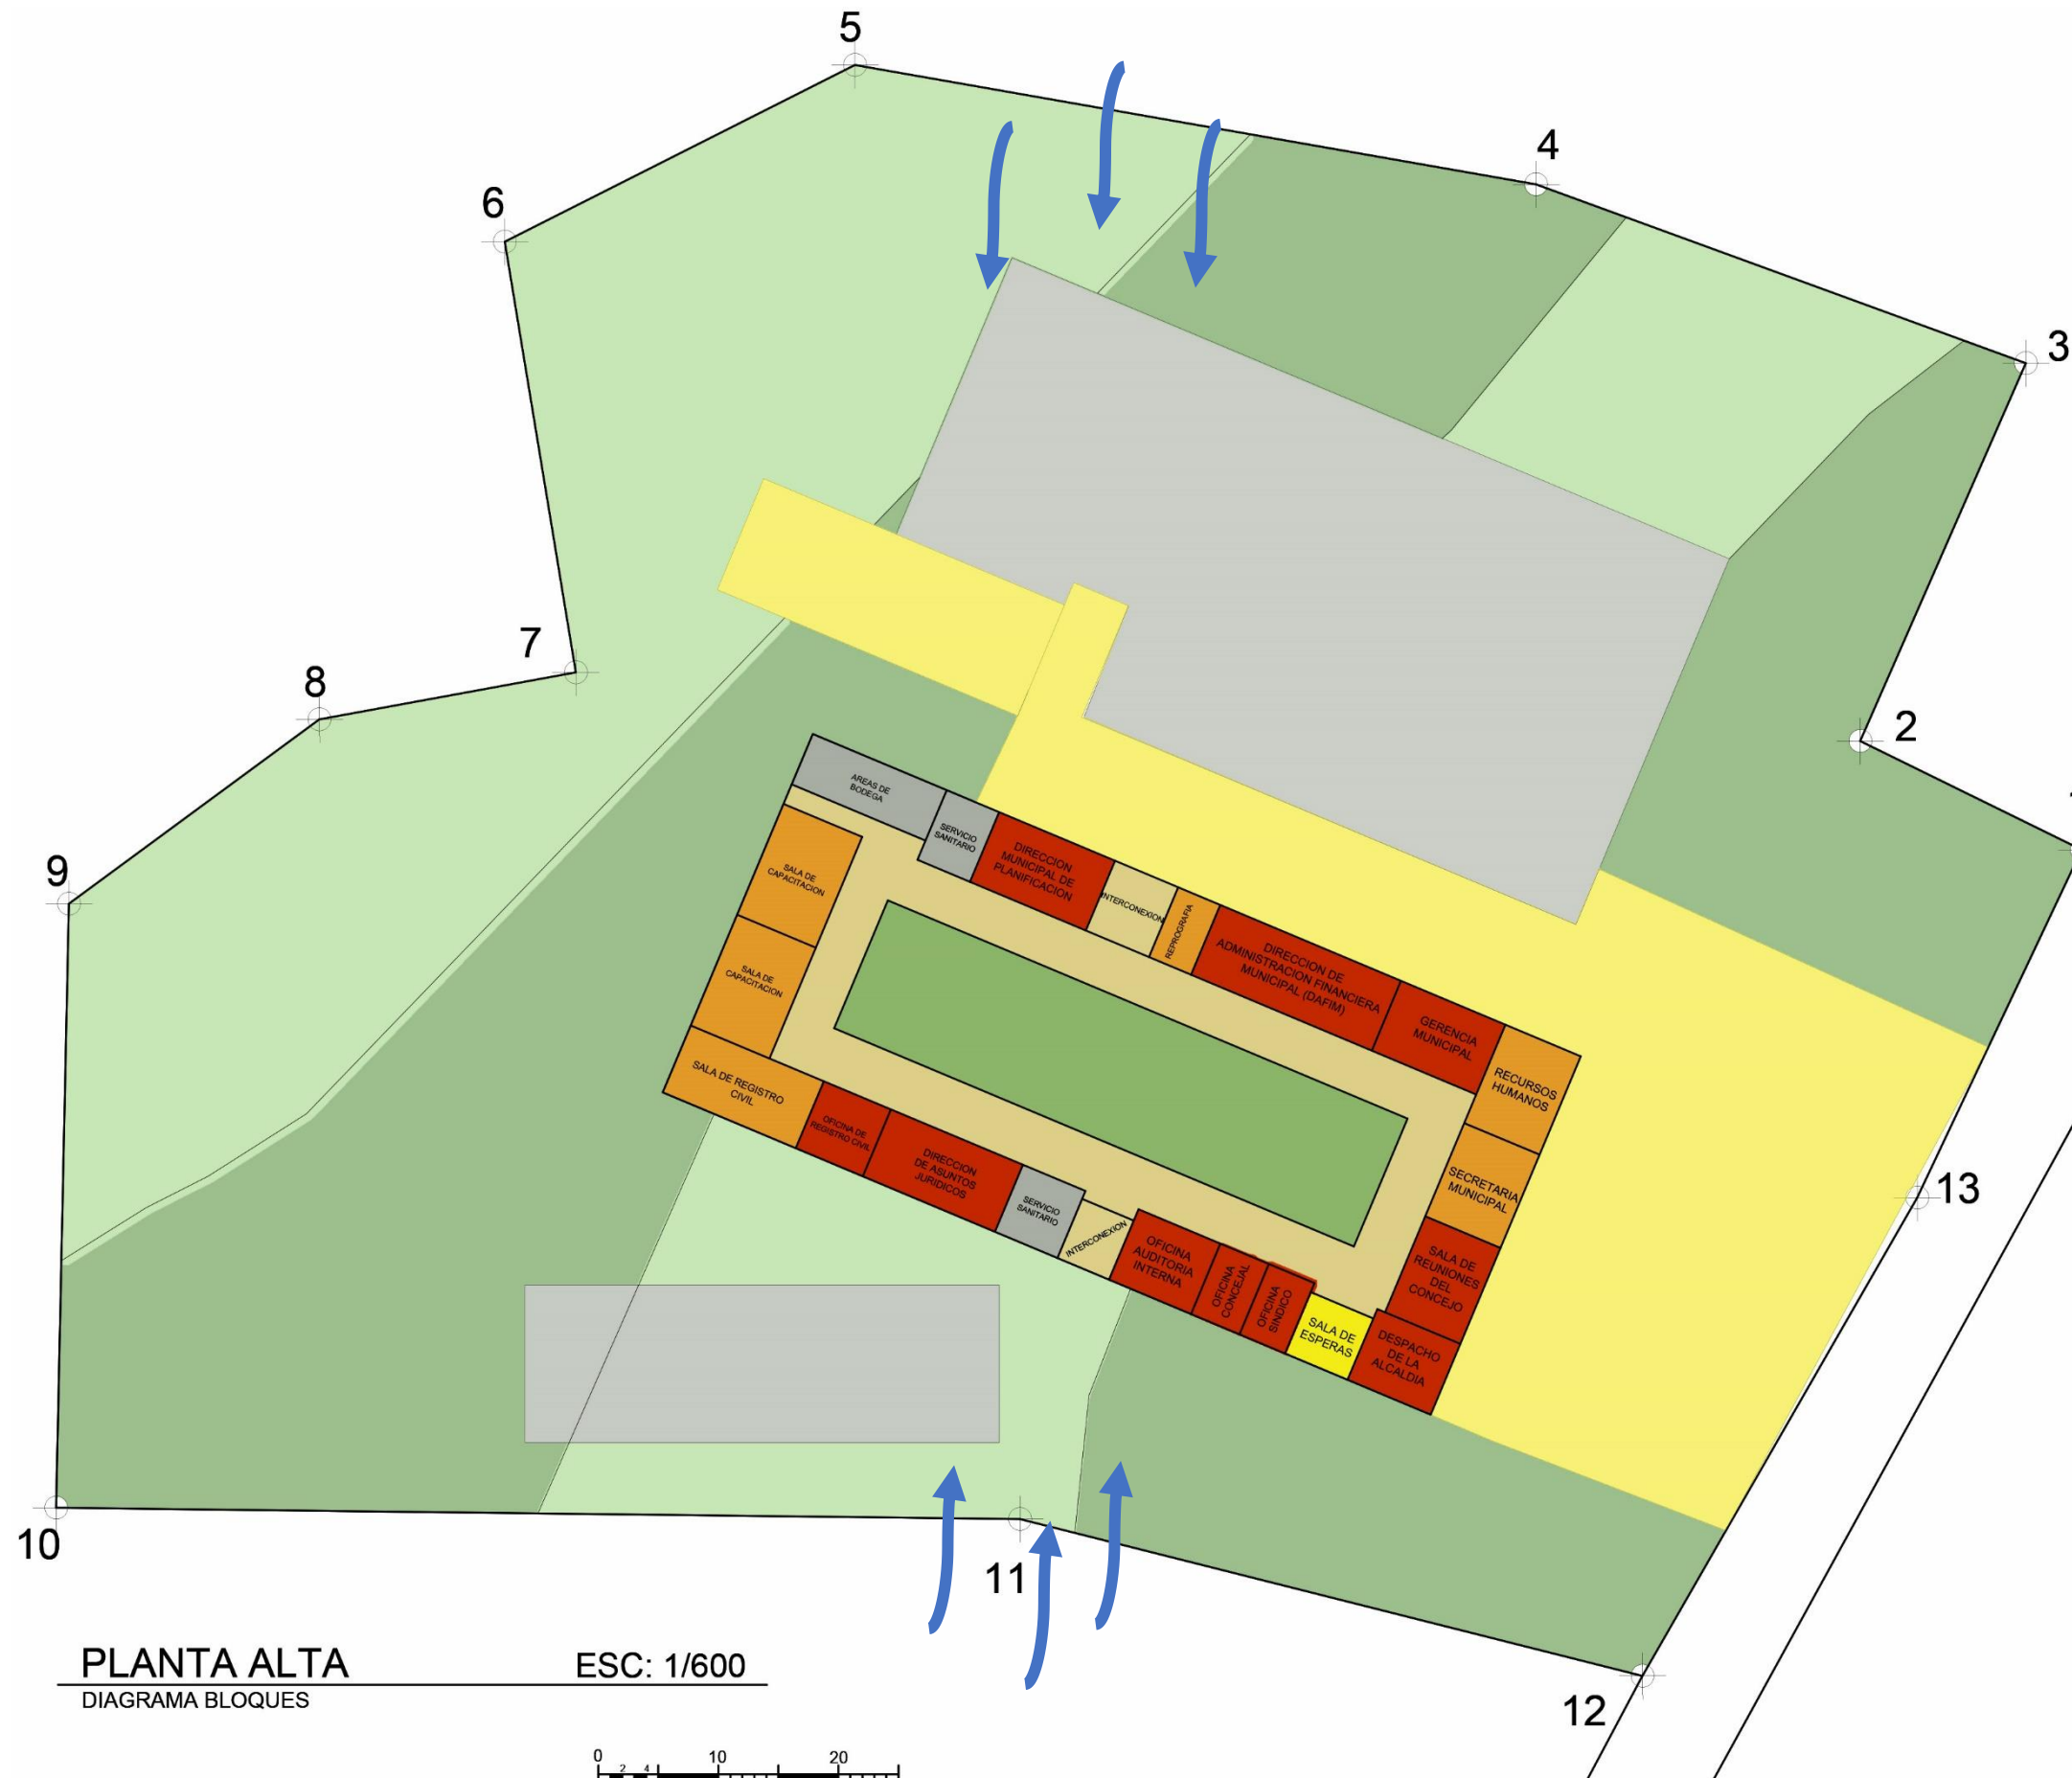 5
4
6
3
7
8
2
9
AREAS DE
BODEGA
SERVICIO
SANITARIO
DIRECCION
MUNICIPAL DE
PLANIFICACION
INTERCONEXION
REPROGRAFIA
DIRECCION DE
ADMINISTRACION FINANCIERA
MUNICIPAL (DAFIM)
GERENCIA
MUNICIPAL
RECURSOS
HUMANOS
SALA DE
CAPACITACION
SALA DE
CAPACITACION
SALA DE REGISTRO
CIVIL
OFICINA DE
REGISTRO CIVIL
DIRECCION
DE ASUNTOS
JURIDICOS
SERVICIO
SANITARIO
INTERCONEXION
OFICINA
AUDITORIA
INTERNA
OFICINA
CONCEJAL
OFICINA
SINDICO
SALA DE
ESPERAS
DESPACHO
DE LA
ALCALDIA
SALA DE
REUNIONES
DEL
CONCEJO
SECRETARIA
MUNICIPAL
13
10
11
12
PLANTA ALTA
ESC: 1/600
DIAGRAMA BLOQUES
0 2 4 10 20